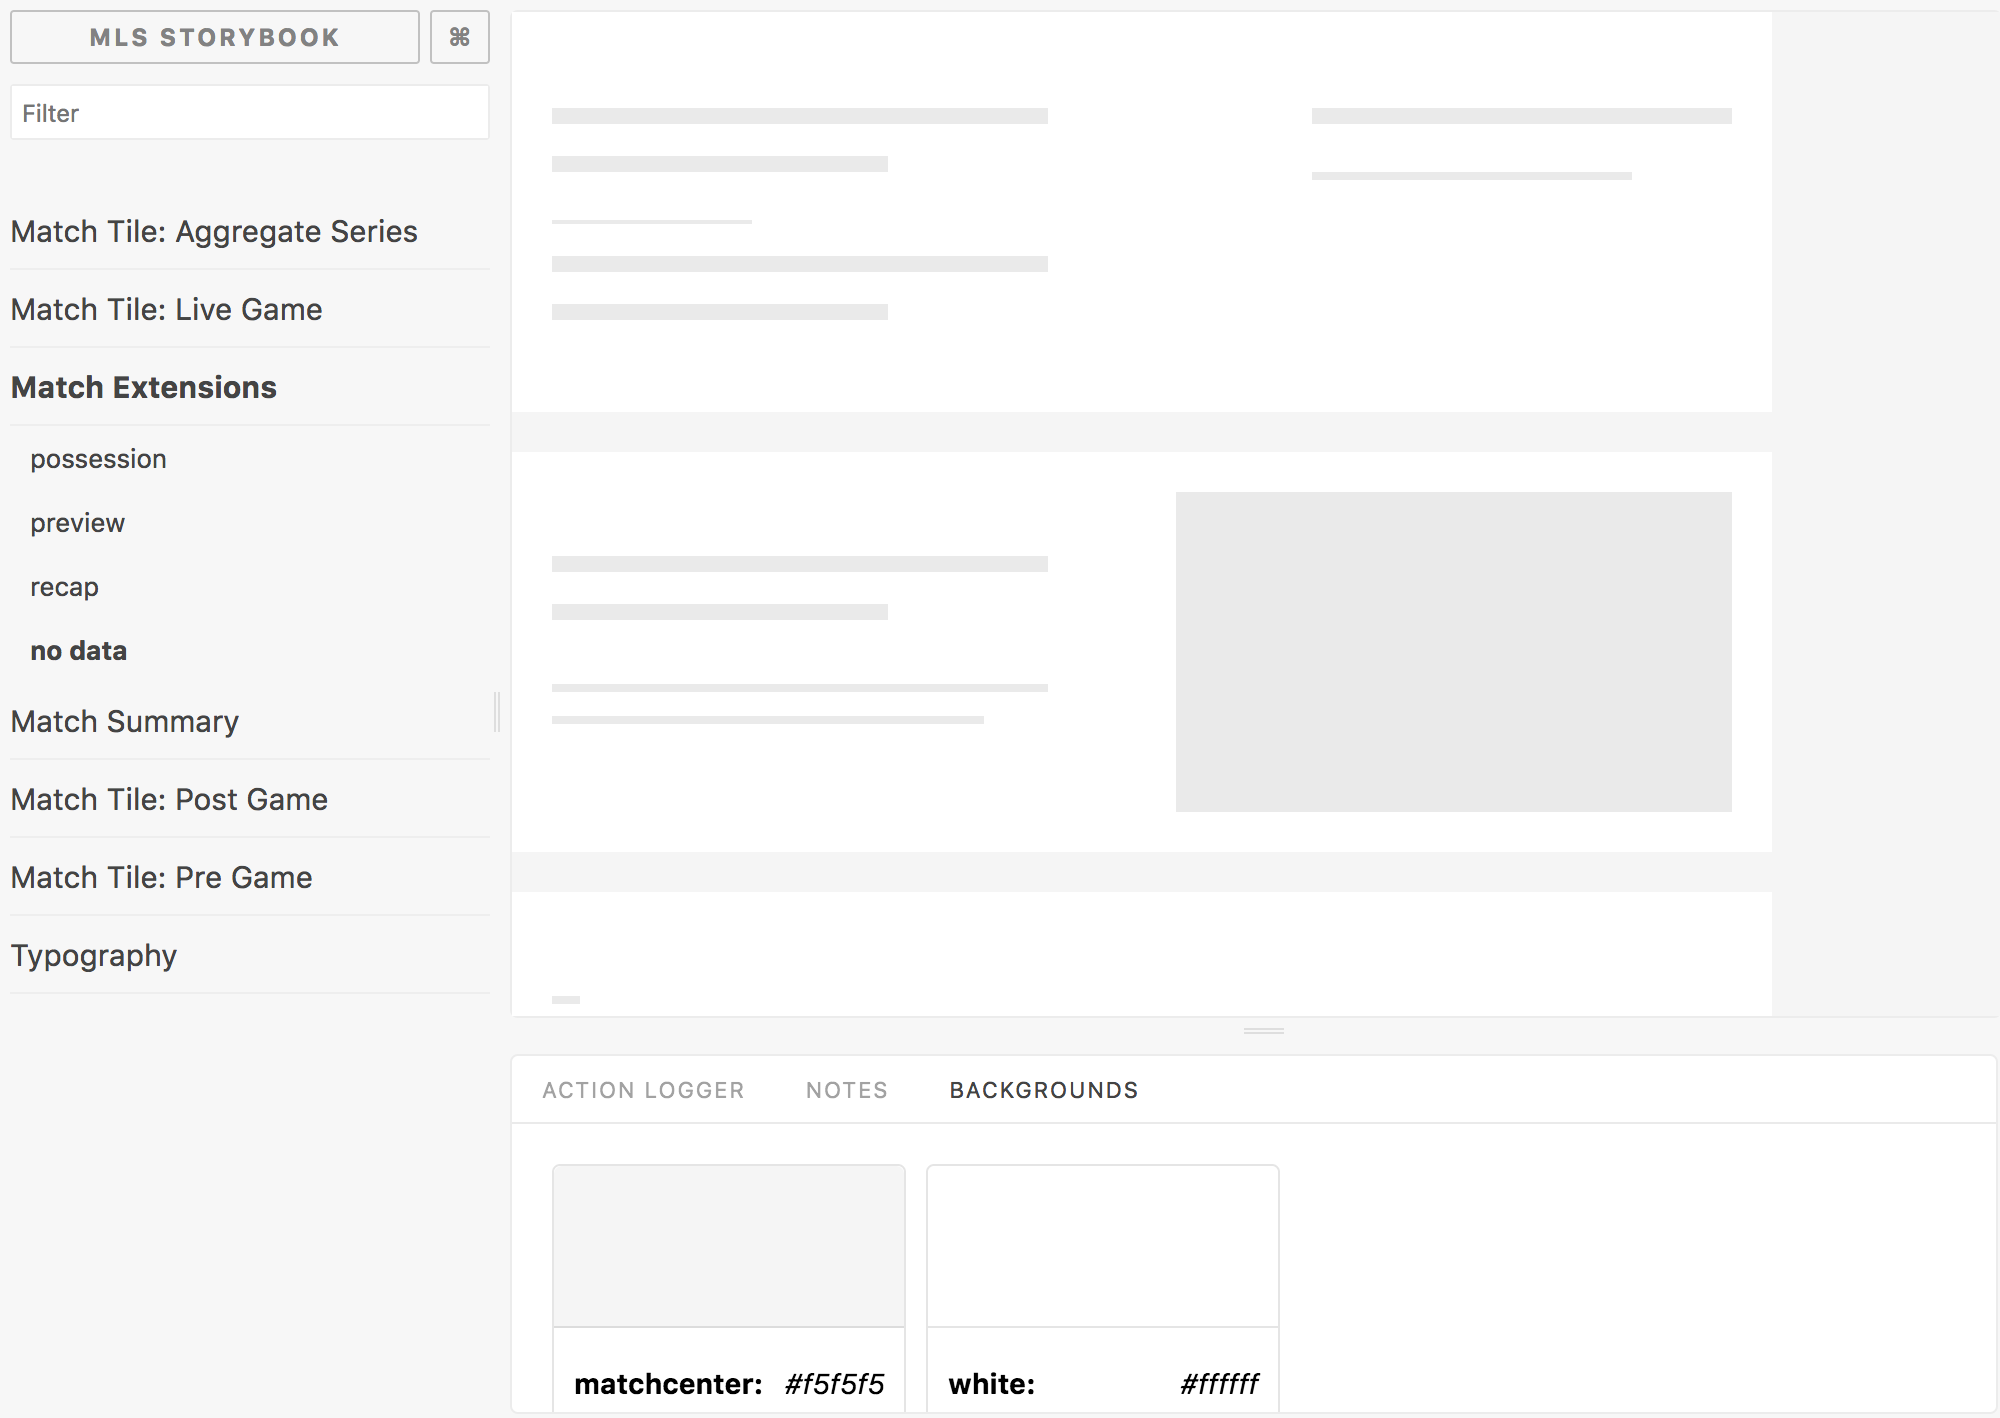 MLS STORYBOOK
⌘
Filter
Match Tile: Aggregate Series
Match Tile: Live Game
Match Extensions
possession
preview
recap
no data
Match Summary
Match Tile: Post Game
Match Tile: Pre Game
Typography
ACTION LOGGER NOTES BACKGROUNDS
matchcenter: #f5f5f5
white: #ffffff